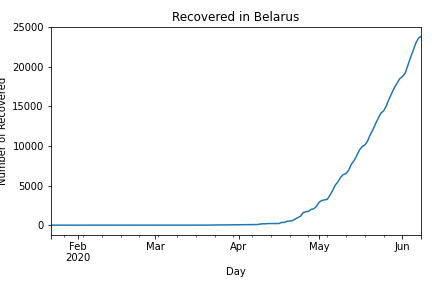 Recovered in Belarus
Number of Recovered
25000
20000
15000
10000
5000
0
Feb
2020
Mar
Apr
May
Jun
Day